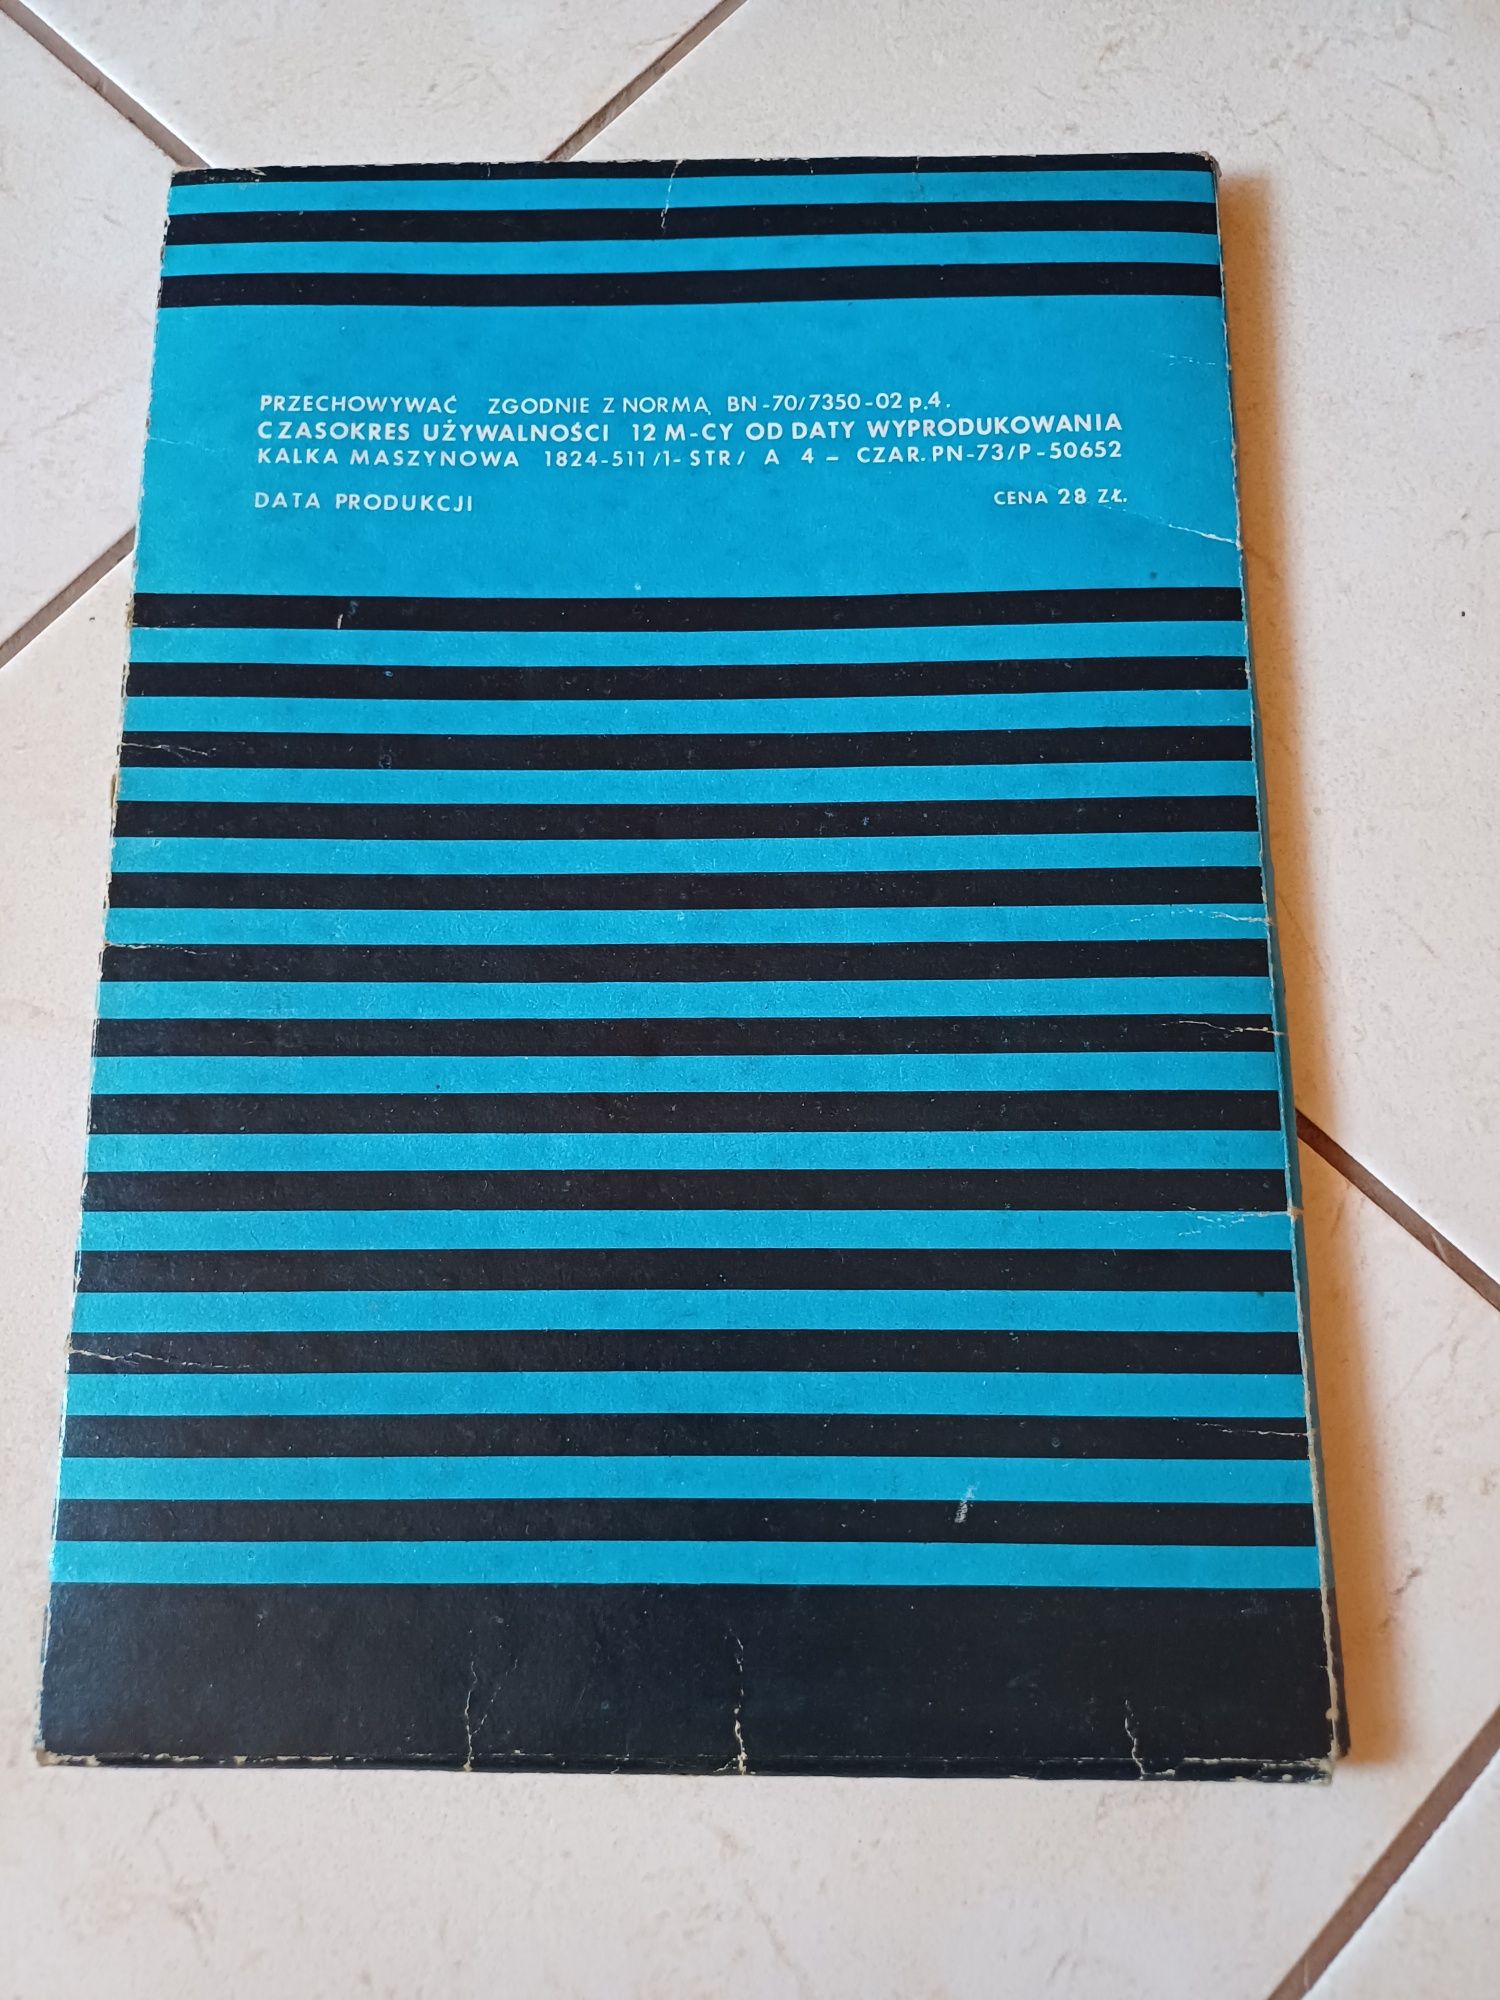 PRZECHOWYWAĆ ZGODNIE Z NORMĄ BN-70/7350-02 p.4.
CZASOKRES UŻYWALNOŚCI 12 M-CY OD DATY WYPRODUKOWANIA
KALKA MASZYNOWA 1824-511/1-STR/ A 4 – CZAR. PN-73/P-50652
DATA PRODUKCJI CENA 28 ZŁ.